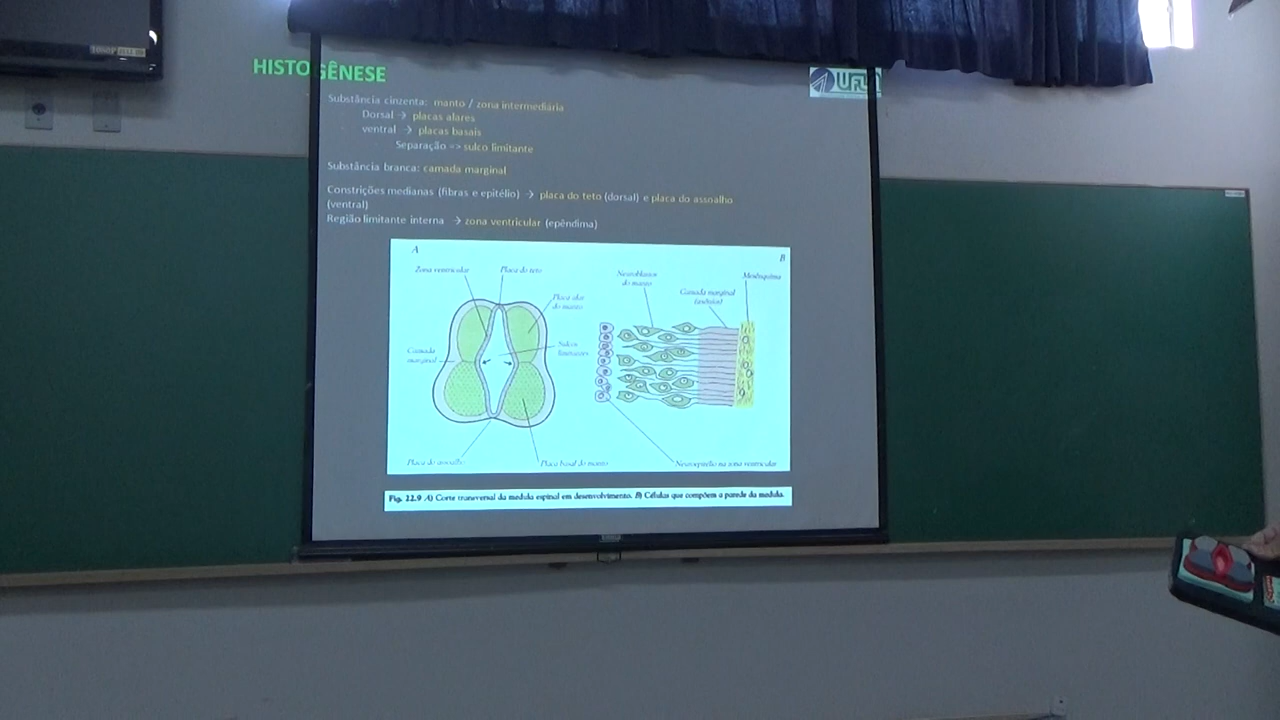 HISTOGÊNESE
UFU
Substância cinzenta: manto / zona intermediária
Dorsal → placas alares
ventral → placas basais
Separação => sulco limitante
Substância branca: camada marginal
Constrições medianas (fibras e epitélio) → placa do teto (dorsal) e placa do assoalho
(ventral)
Região limitante interna → zona ventricular (epêndima)
A
B
Zona ventricular
Placa do teto
Placa alar
do manto
Camada
marginal
Sulcos
limitantes
Placa do assoalho
Placa basal do manto
Neuroblastos
do manto
Camada marginal
(axônios)
Mesênquima
Neuroepitélio na zona ventricular
Fig. 22.9 A) Corte transversal da medula espinal em desenvolvimento. B) Células que compõem a parede da medula.